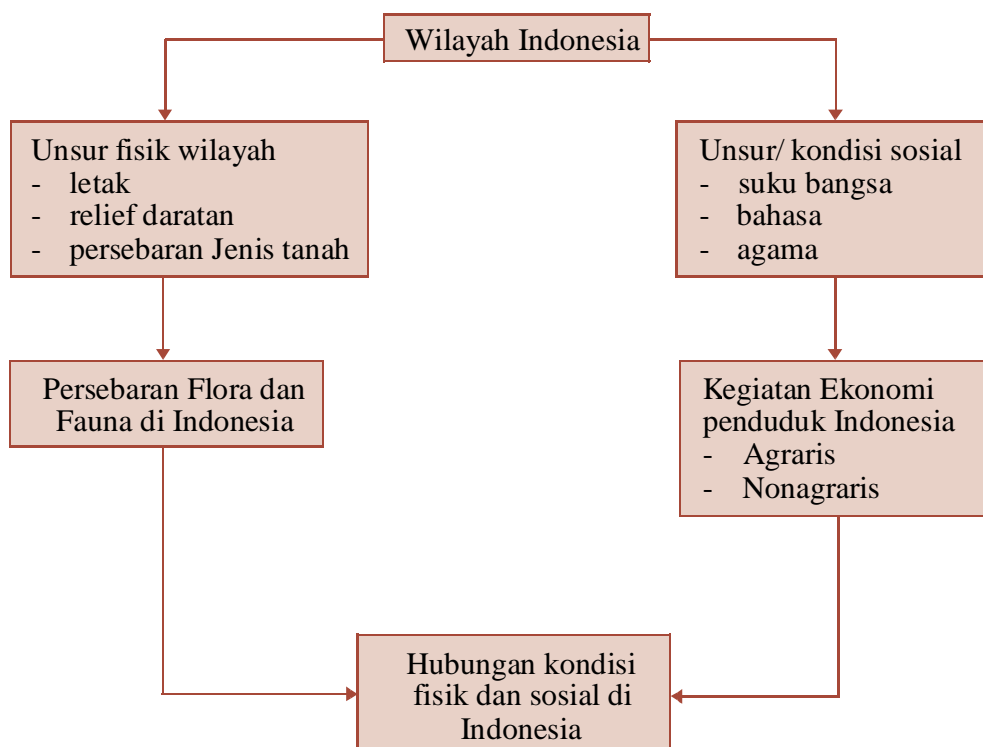 Wilayah Indonesia
Unsur fisik wilayah
- letak
- relief daratan
- persebaran Jenis tanah
Unsur/ kondisi sosial
- suku bangsa
- bahasa
- agama
Persebaran Flora dan
Fauna di Indonesia
Kegiatan Ekonomi
penduduk Indonesia
- Agraris
- Nonagraris
Hubungan kondisi
fisik dan sosial di
Indonesia